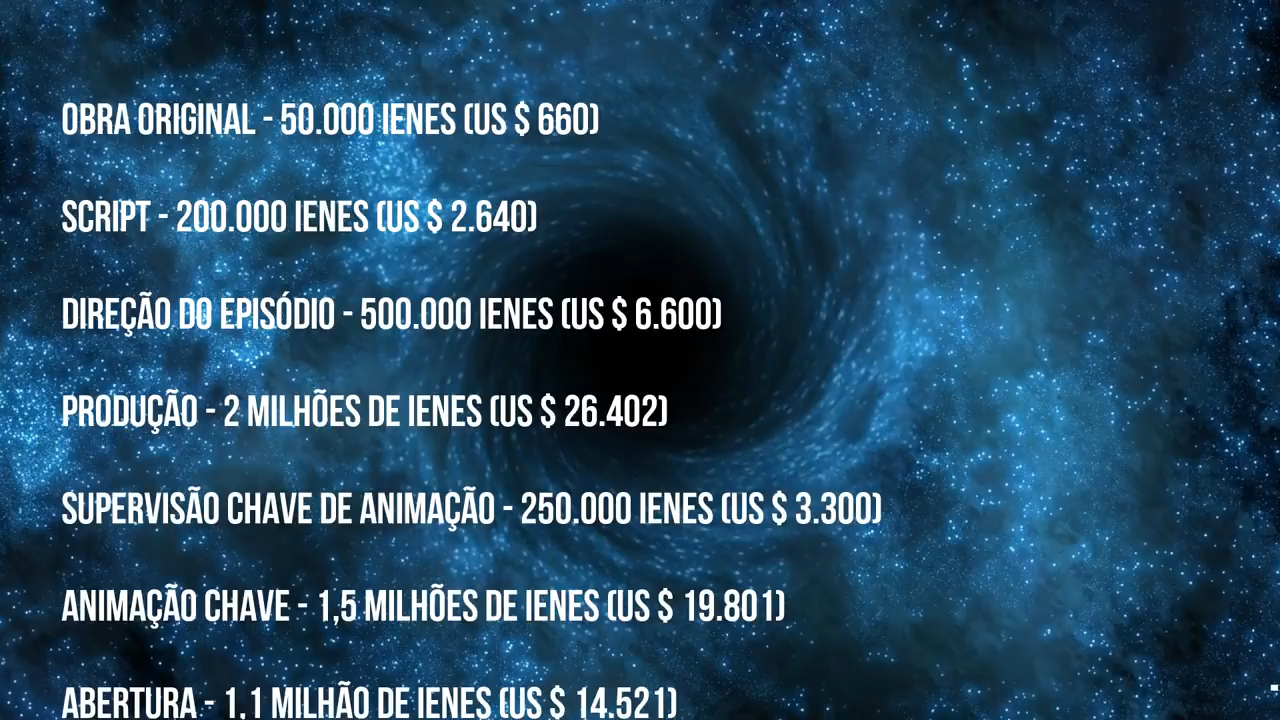 OBRA ORIGINAL - 50.000 IENES (US $ 660)
SCRIPT - 200.000 IENES (US $ 2.640)
DIREÇÃO DO EPISÓDIO - 500.000 IENES (US $ 6.600)
PRODUÇÃO - 2 MILHÕES DE IENES (US $ 26.402)
SUPERVISÃO CHAVE DE ANIMAÇÃO - 250.000 IENES (US $ 3.300)
ANIMAÇÃO CHAVE - 1,5 MILHÕES DE IENES (US $ 19.801)
ABERTURA - 1,1 MILHÃO DE IENES (US $ 14.521)